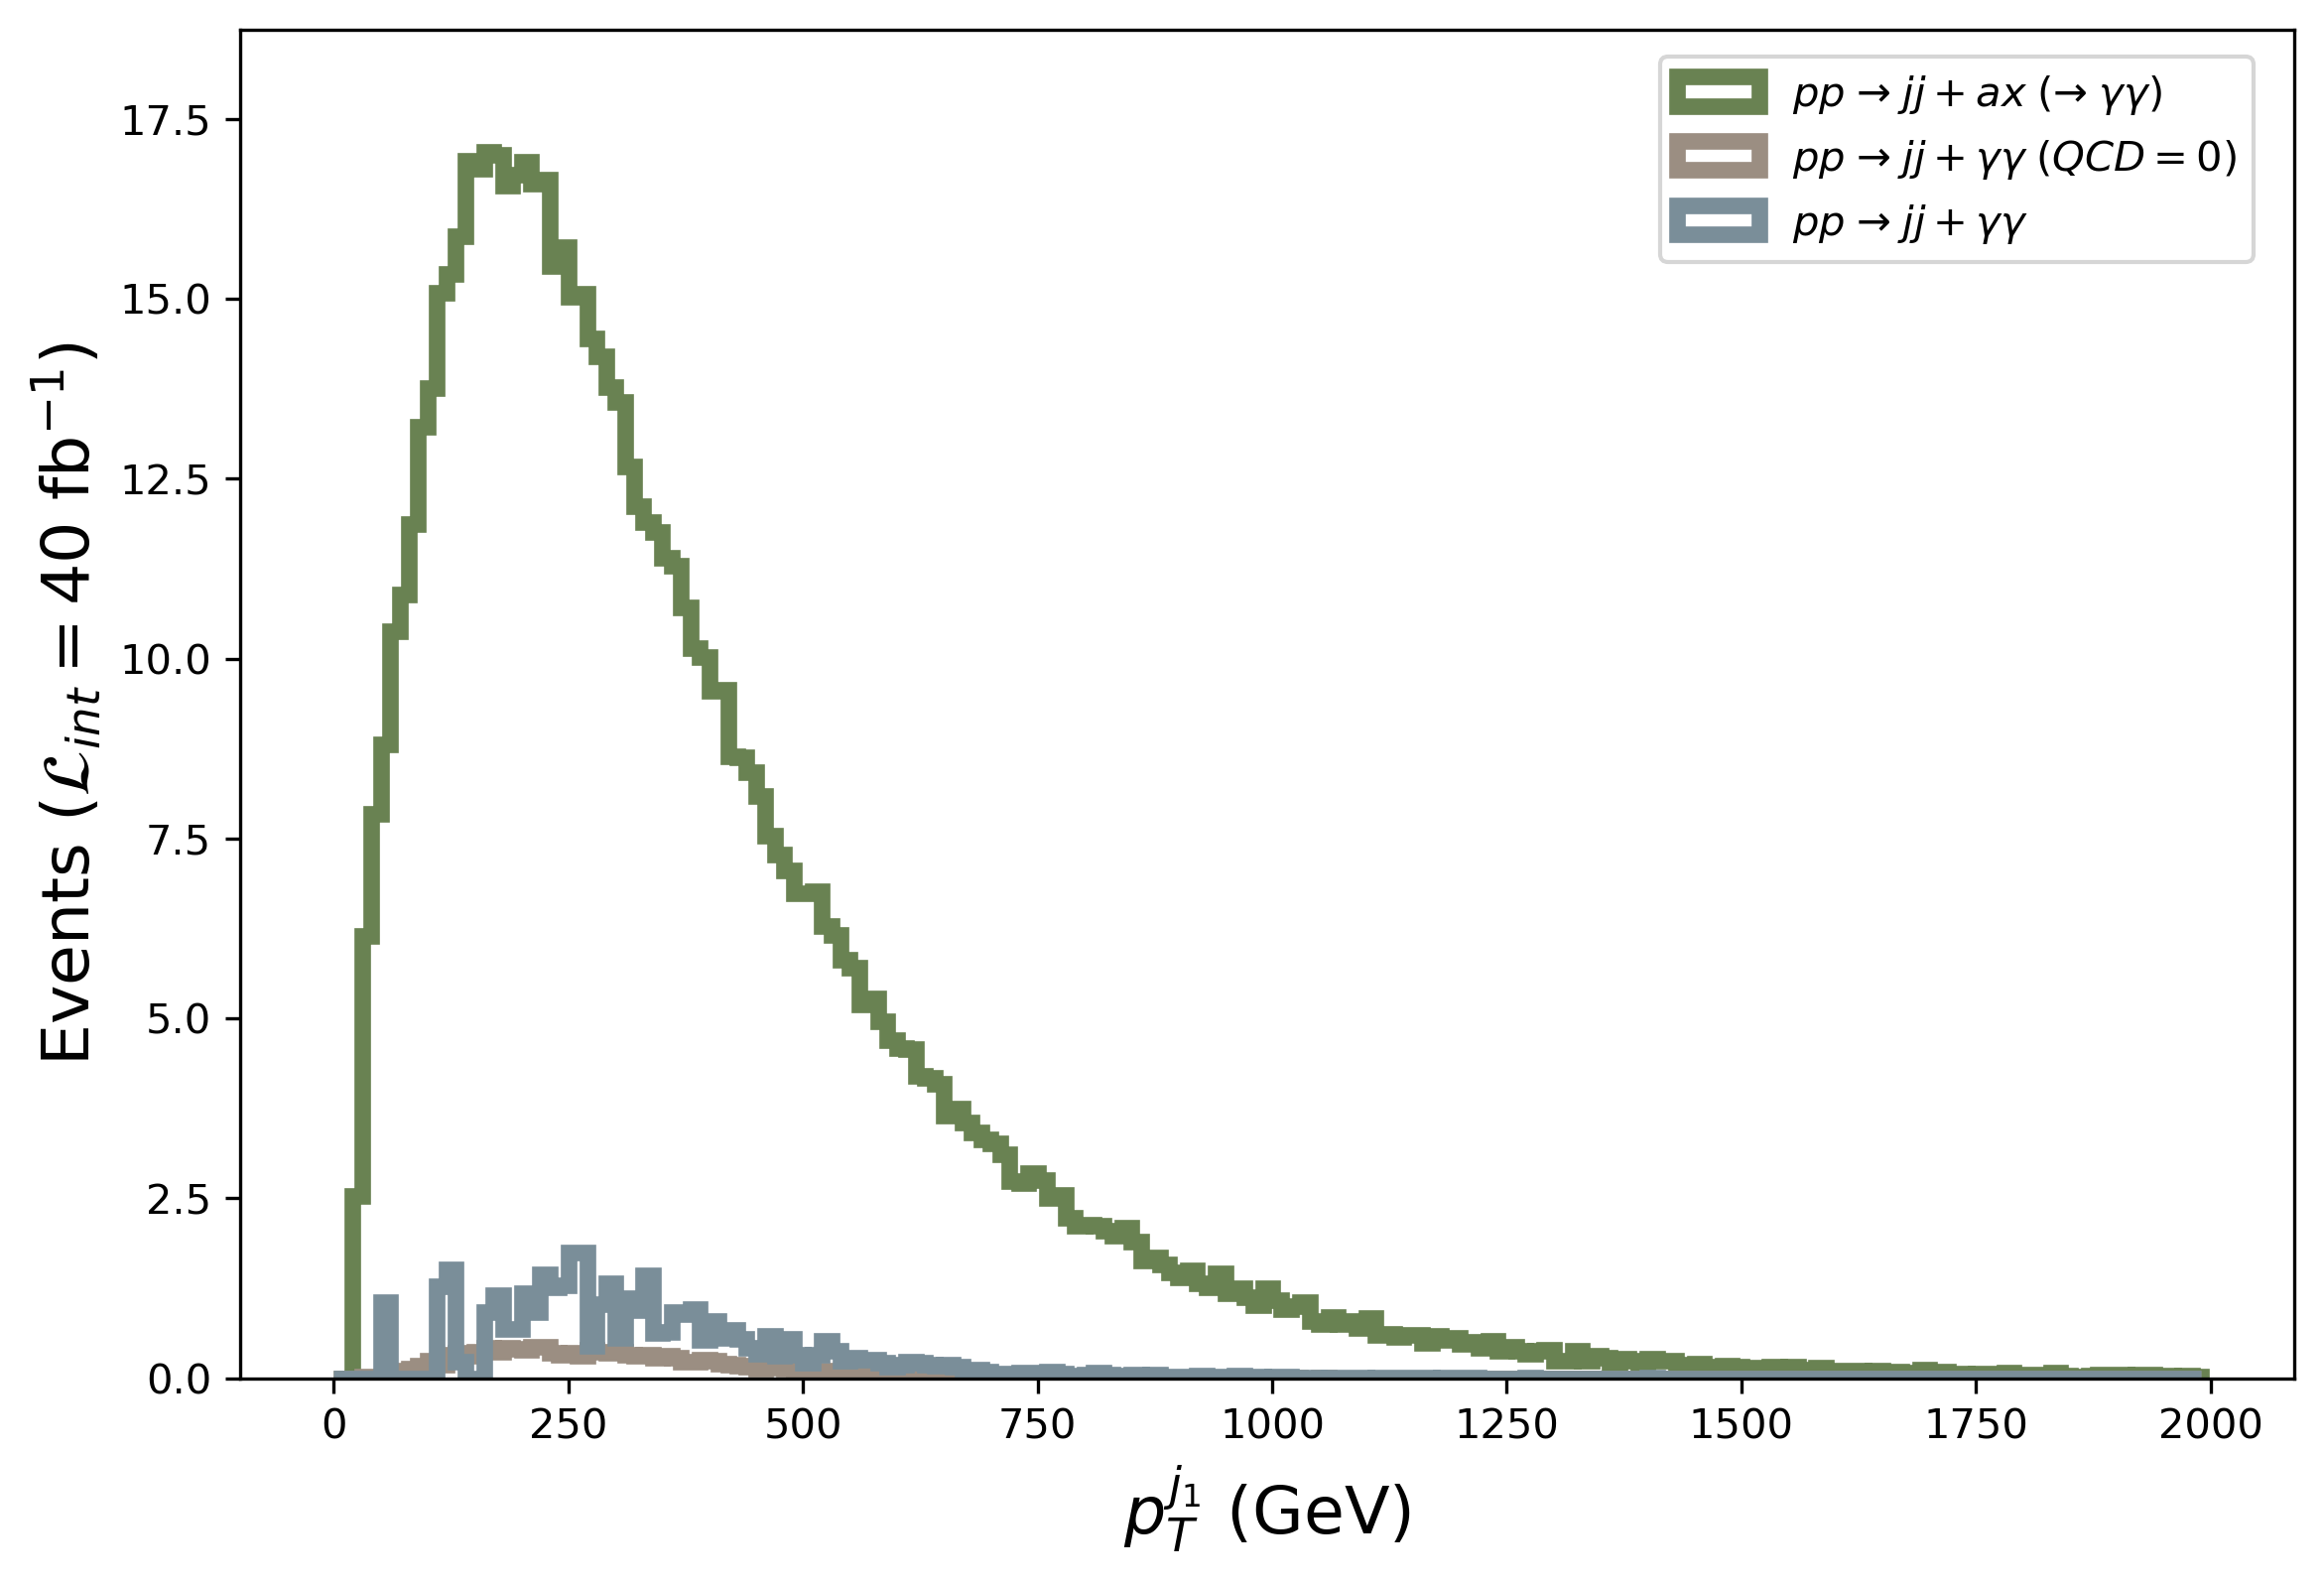 pp → jj + ax (→ γγ)
pp → jj + γγ (QCD = 0)
pp → jj + γγ
Events (ℒ_int = 40 fb⁻¹)
17.5
15.0
12.5
10.0
7.5
5.0
2.5
0.0
0 250 500 750 1000 1250 1500 1750 2000
p_T^{j_1} (GeV)